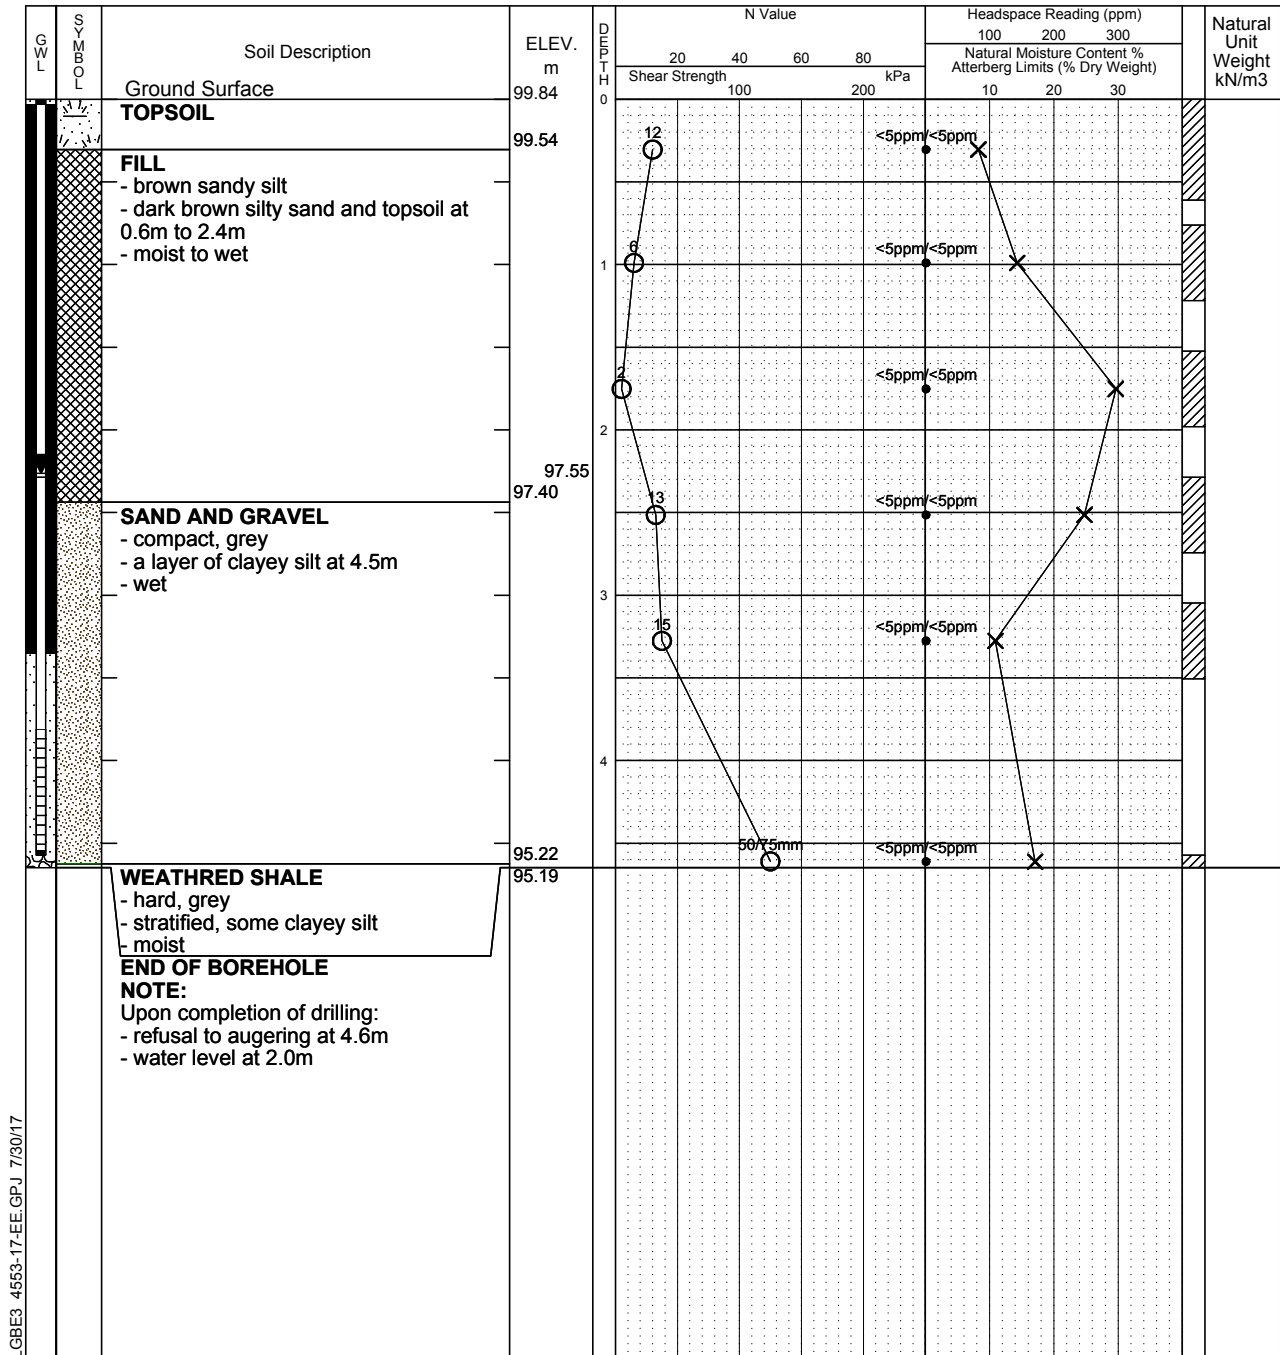 GWL
SYMBOL
Soil Description
Ground Surface
ELEV.
m
DEPTH
N Value
20 40 60 80
Shear Strength kPa
100 200
Headspace Reading (ppm)
100 200 300
Natural Moisture Content %
Atterberg Limits (% Dry Weight)
10 20 30
Natural
Unit
Weight
kN/m3
99.84
0
TOPSOIL
99.54
12
<5ppm/<5ppm
FILL
- brown sandy silt
- dark brown silty sand and topsoil at
0.6m to 2.4m
- moist to wet
6
<5ppm/<5ppm
1
2
<5ppm/<5ppm
2
97.55
97.40
13
<5ppm/<5ppm
SAND AND GRAVEL
- compact, grey
- a layer of clayey silt at 4.5m
- wet
3
15
<5ppm/<5ppm
4
50/75mm
<5ppm/<5ppm
95.22
95.19
WEATHRED SHALE
- hard, grey
- stratified, some clayey silt
- moist
END OF BOREHOLE
NOTE:
Upon completion of drilling:
- refusal to augering at 4.6m
- water level at 2.0m
LGBE3 4553-17-EE.GPJ 7/30/17